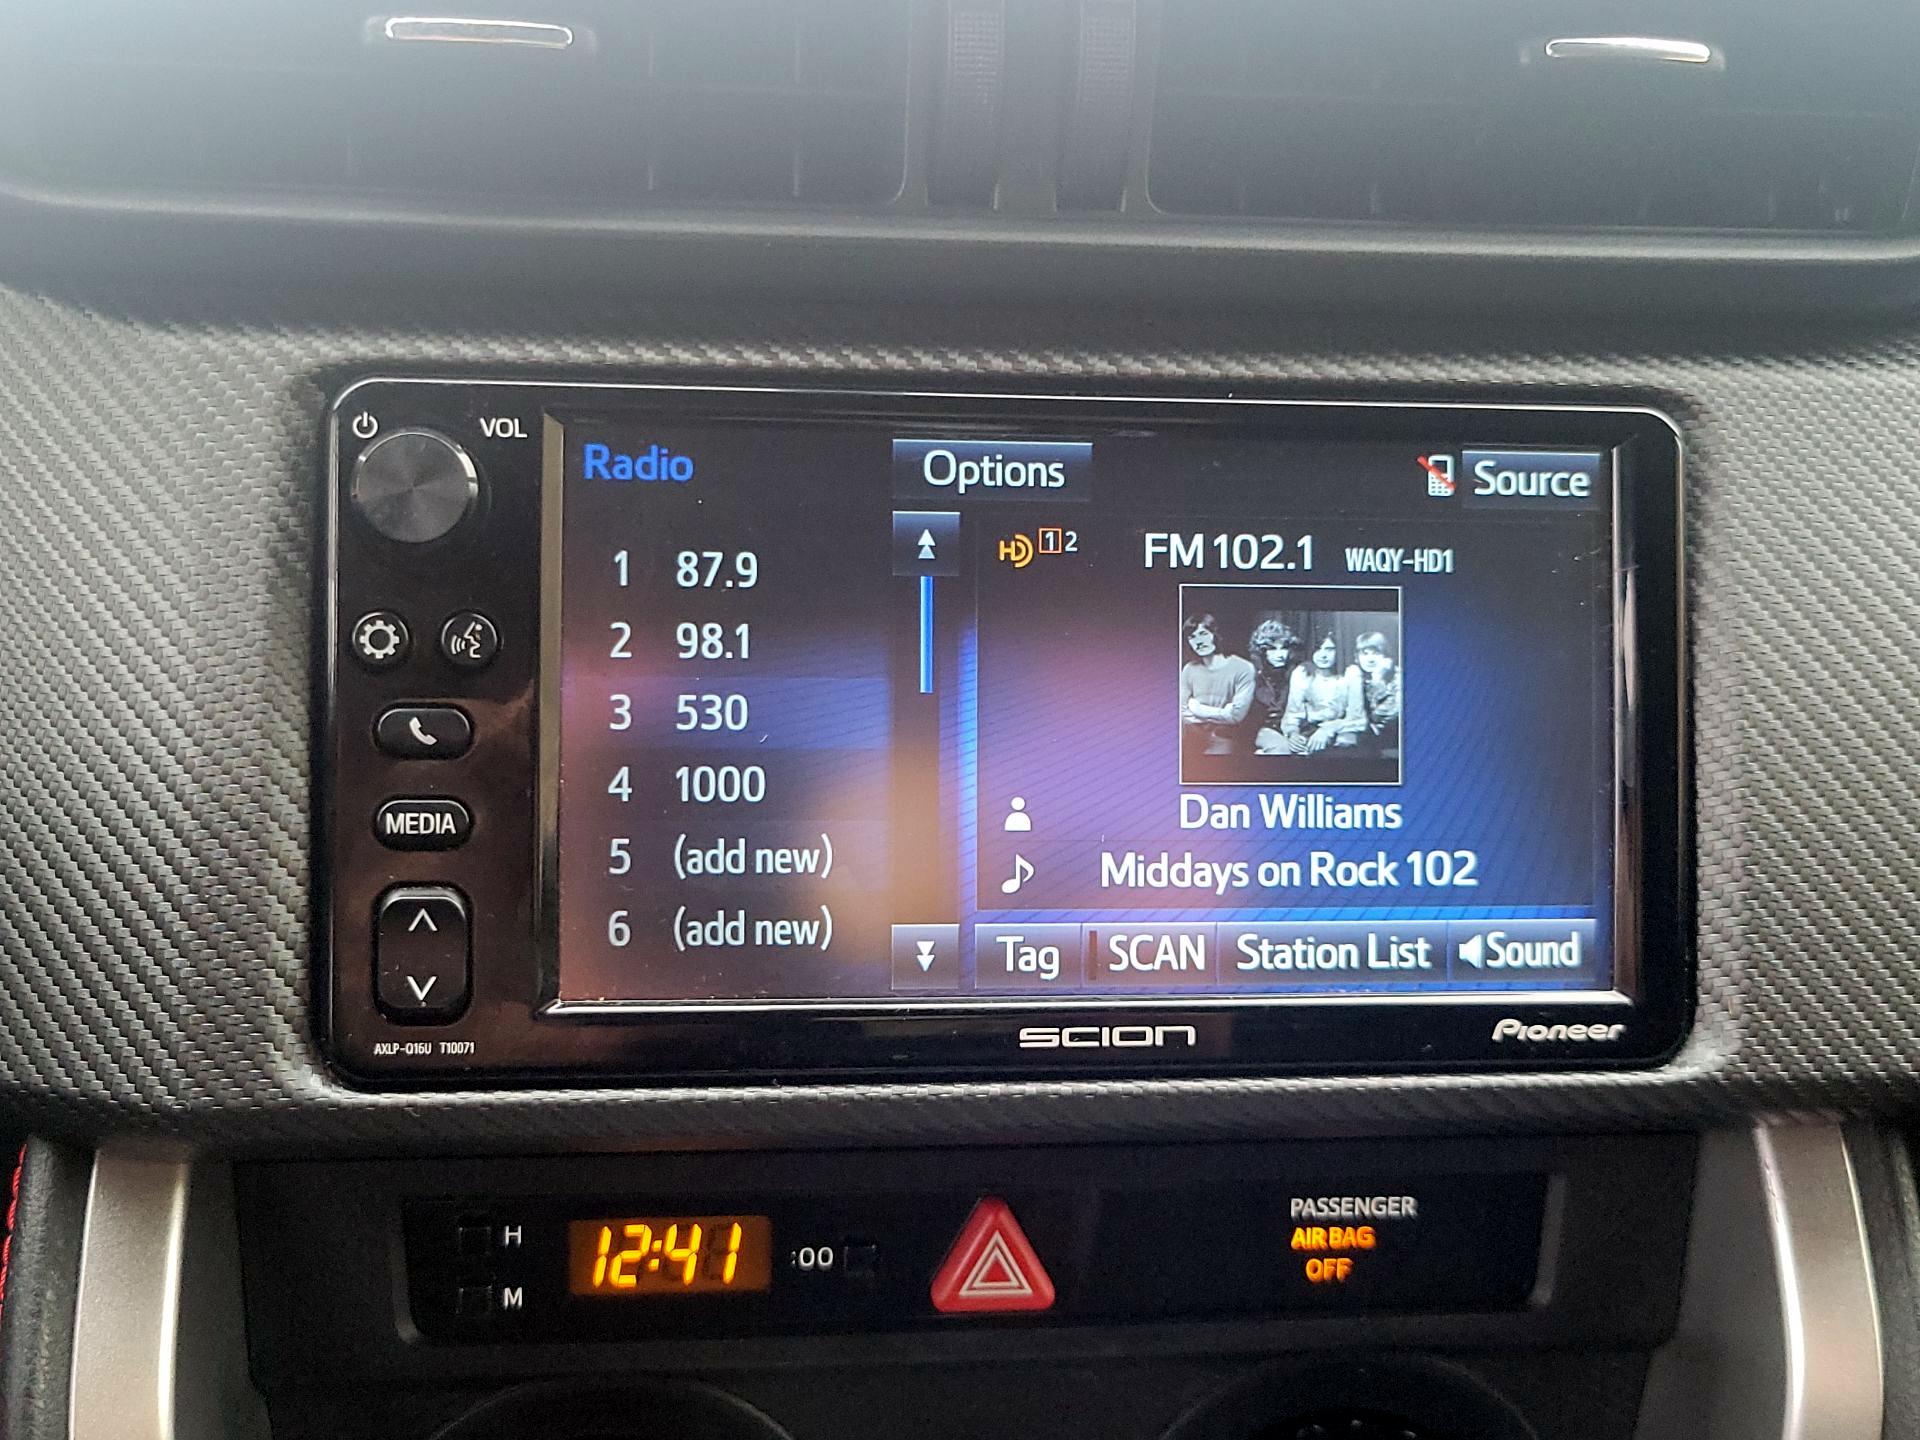 VOL
Radio
Options
Source
1 87.9
2 98.1
3 530
4 1000
5 (add new)
6 (add new)
HD 1 2
FM 102.1 WAQY-HD1
Dan Williams
Middays on Rock 102
Tag
SCAN
Station List
Sound
MEDIA
AXLP-Q16U T10071
SCION
Pioneer
H
M
12:41
:00
PASSENGER
AIR BAG
OFF